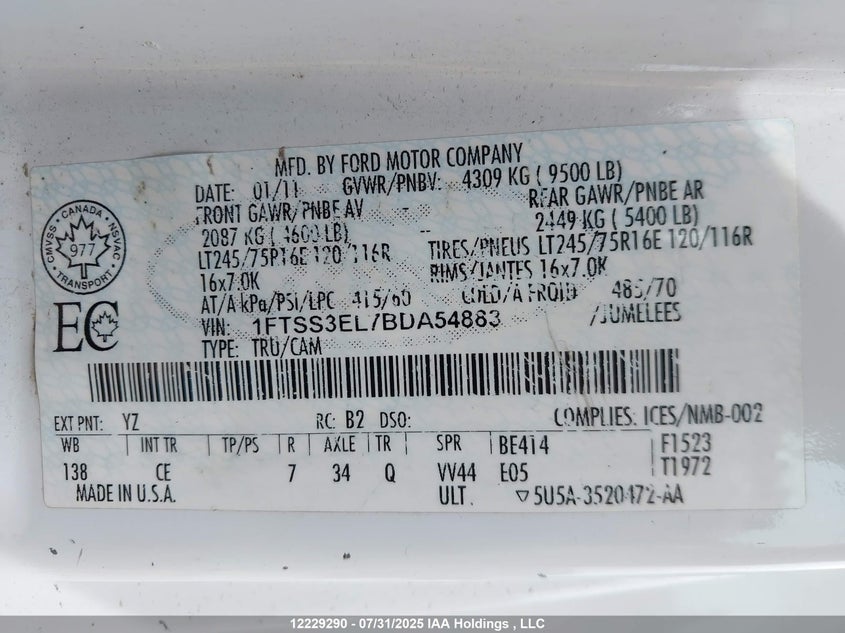 MFD. BY FORD MOTOR COMPANY
DATE: 01/11 GVWR/PNBV: 4309 KG ( 9500 LB)
FRONT GAWR/PNBE AV REAR GAWR/PNBE AR
2087 KG ( 4600 LB) 2449 KG ( 5400 LB)
LT245/75R16E 120/116R TIRES/PNEUS LT245/75R16E 120/116R
16x7.0K RIMS/JANTES 16x7.0K
AT/A kPa/PSI/LPC 415/60 COLD/A FROID 485/70
VIN: 1FTSS3EL7BDA54883 /JUMELEES
TYPE: TRU/CAM
CMVSS · CANADA · NSVAC · TRANSPORT ·
977
EC
EXT PNT: YZ RC: B2 DSO: COMPLIES: ICES/NMB-002
WB INT TR TP/PS R AXLE TR SPR BE414 F1523
138 CE 7 34 Q VV44 E05 T1972
MADE IN U.S.A. ULT. ▽5U5A-3520472-AA
12229290 - 07/31/2025 IAA Holdings , LLC